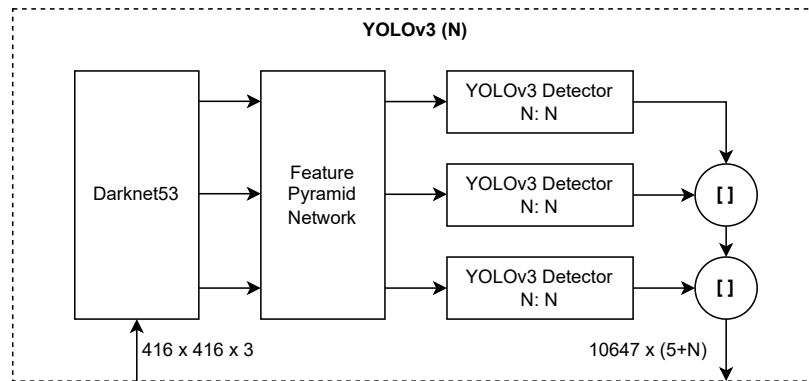 YOLOv3 (N)
Darknet53
Feature
Pyramid
Network
YOLOv3 Detector
N: N
YOLOv3 Detector
N: N
YOLOv3 Detector
N: N
[ ]
[ ]
416 x 416 x 3
10647 x (5+N)